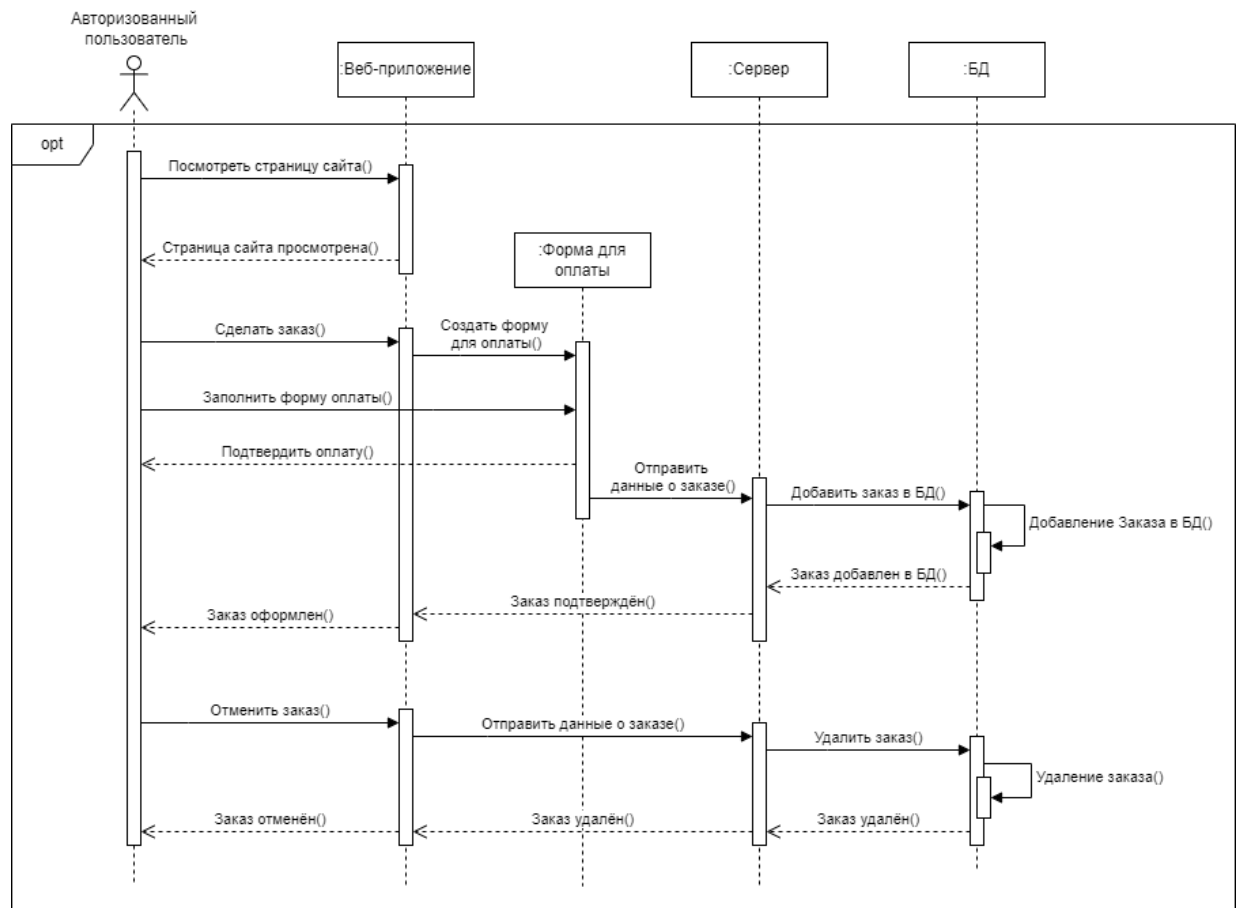 Авторизованный
пользователь
:Веб-приложение
:Сервер
:БД
opt
Посмотреть страницу сайта()
Страница сайта просмотрена()
:Форма для
оплаты
Сделать заказ()
Создать форму
для оплаты()
Заполнить форму оплаты()
Подтвердить оплату()
Отправить
данные о заказе()
Добавить заказ в БД()
Добавление Заказа в БД()
Заказ добавлен в БД()
Заказ подтверждён()
Заказ оформлен()
Отменить заказ()
Отправить данные о заказе()
Удалить заказ()
Удаление заказа()
Заказ отменён()
Заказ удалён()
Заказ удалён()